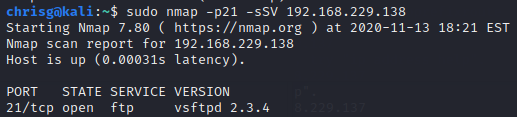 chrisg@kali:~$ sudo nmap -p21 -sSV 192.168.229.138
Starting Nmap 7.80 ( https://nmap.org ) at 2020-11-13 18:21 EST
Nmap scan report for 192.168.229.138
Host is up (0.00031s latency).
PORT   STATE SERVICE VERSION
21/tcp open  ftp     vsftpd 2.3.4